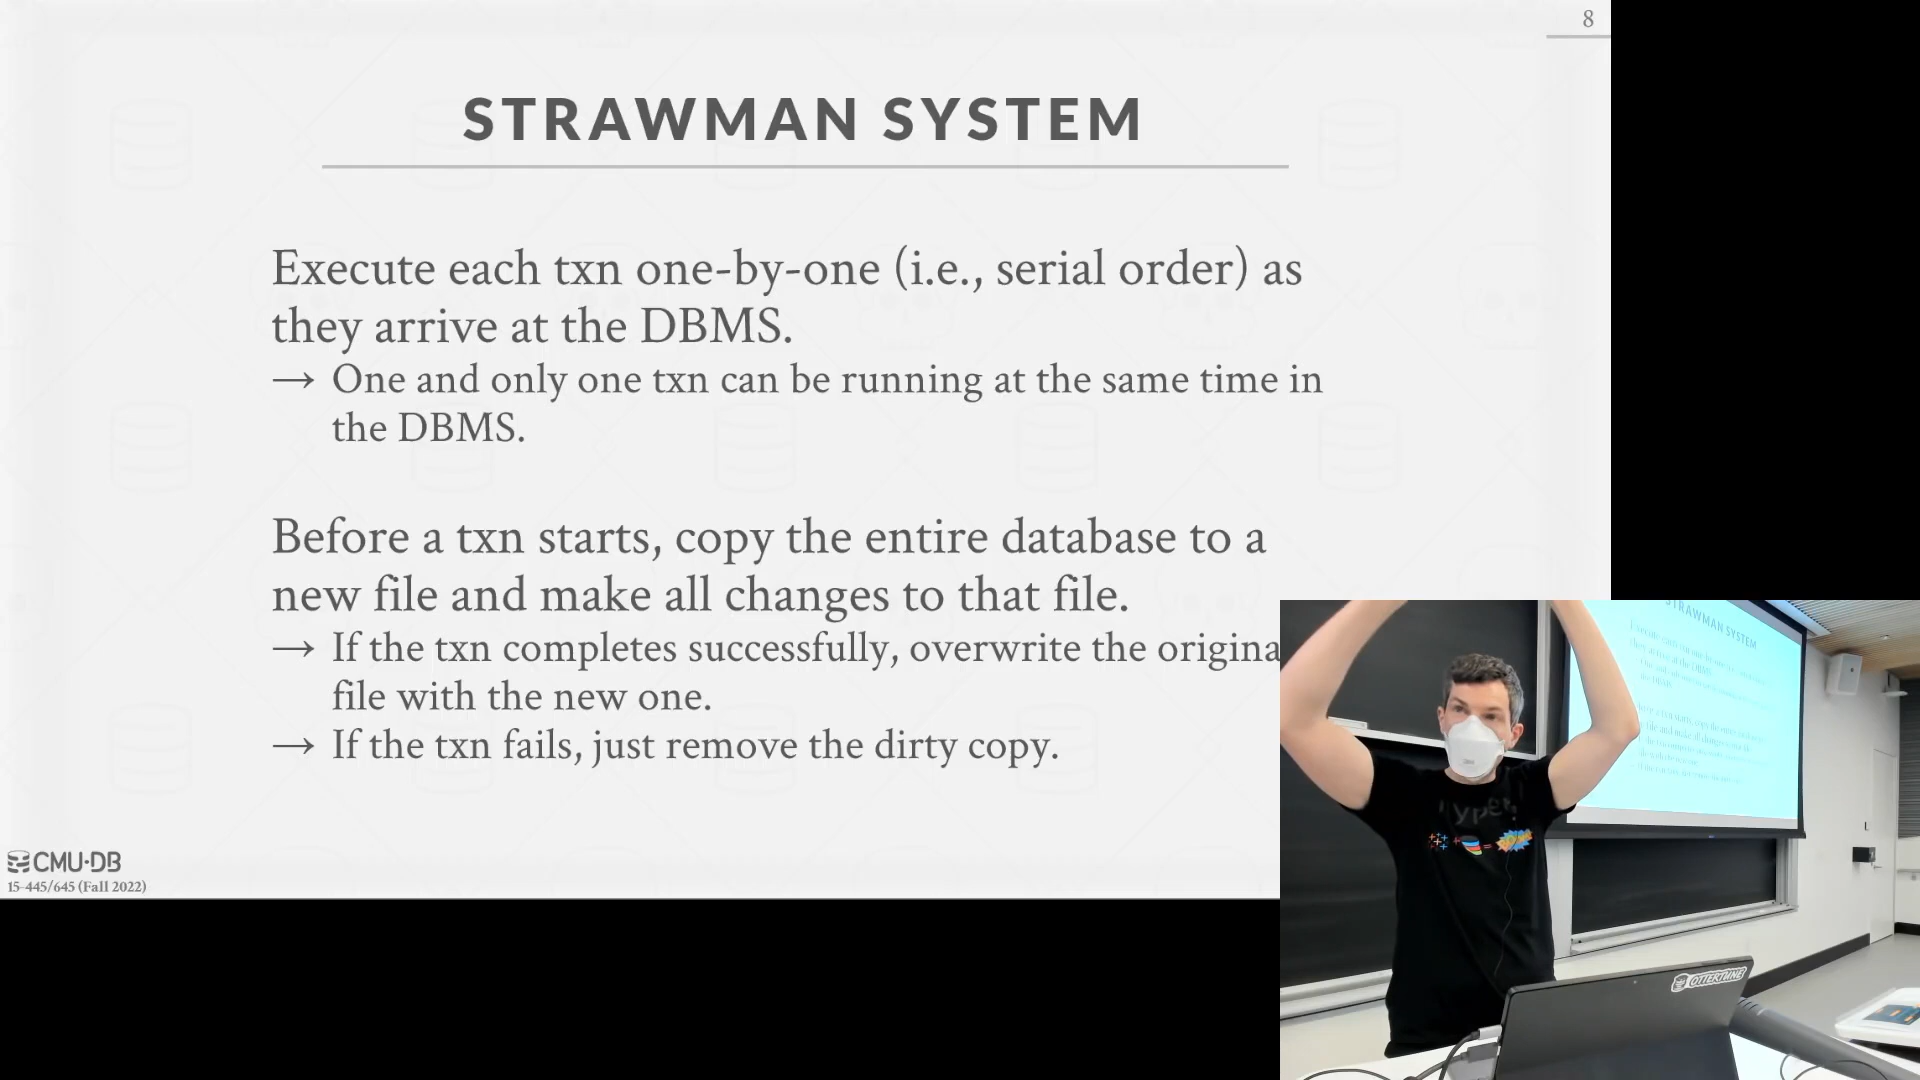 8
STRAWMAN SYSTEM
Execute each txn one-by-one (i.e., serial order) as
they arrive at the DBMS.
→ One and only one txn can be running at the same time in
the DBMS.
Before a txn starts, copy the entire database to a
new file and make all changes to that file.
→ If the txn completes successfully, overwrite the origina
file with the new one.
→ If the txn fails, just remove the dirty copy.
CMU·DB
15-445/645 (Fall 2022)
STRAWMAN SYSTEM
OTTERTUNE